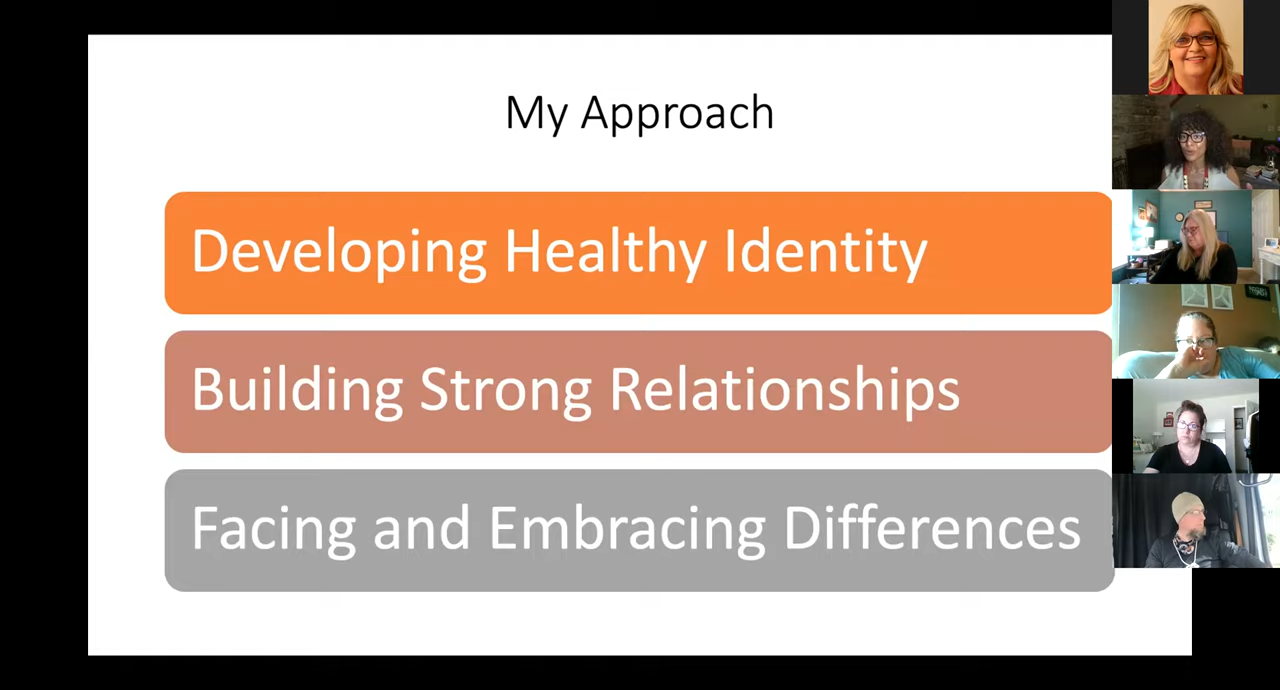 My Approach
Developing Healthy Identity
Building Strong Relationships
Facing and Embracing Differences